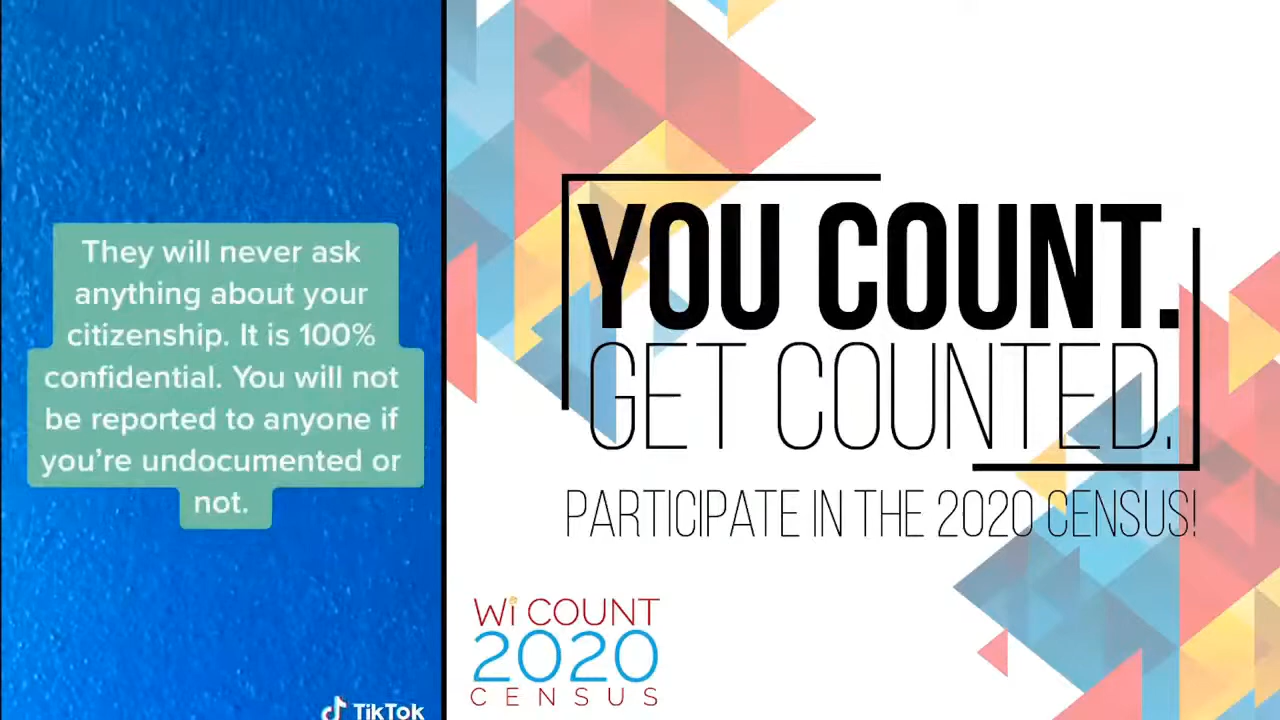 They will never ask
anything about your
citizenship. It is 100%
confidential. You will not
be reported to anyone if
you’re undocumented or
not.
TikTok
YOU COUNT.
GET COUNTED.
PARTICIPATE IN THE 2020 CENSUS!
Wi COUNT
2020
CENSUS